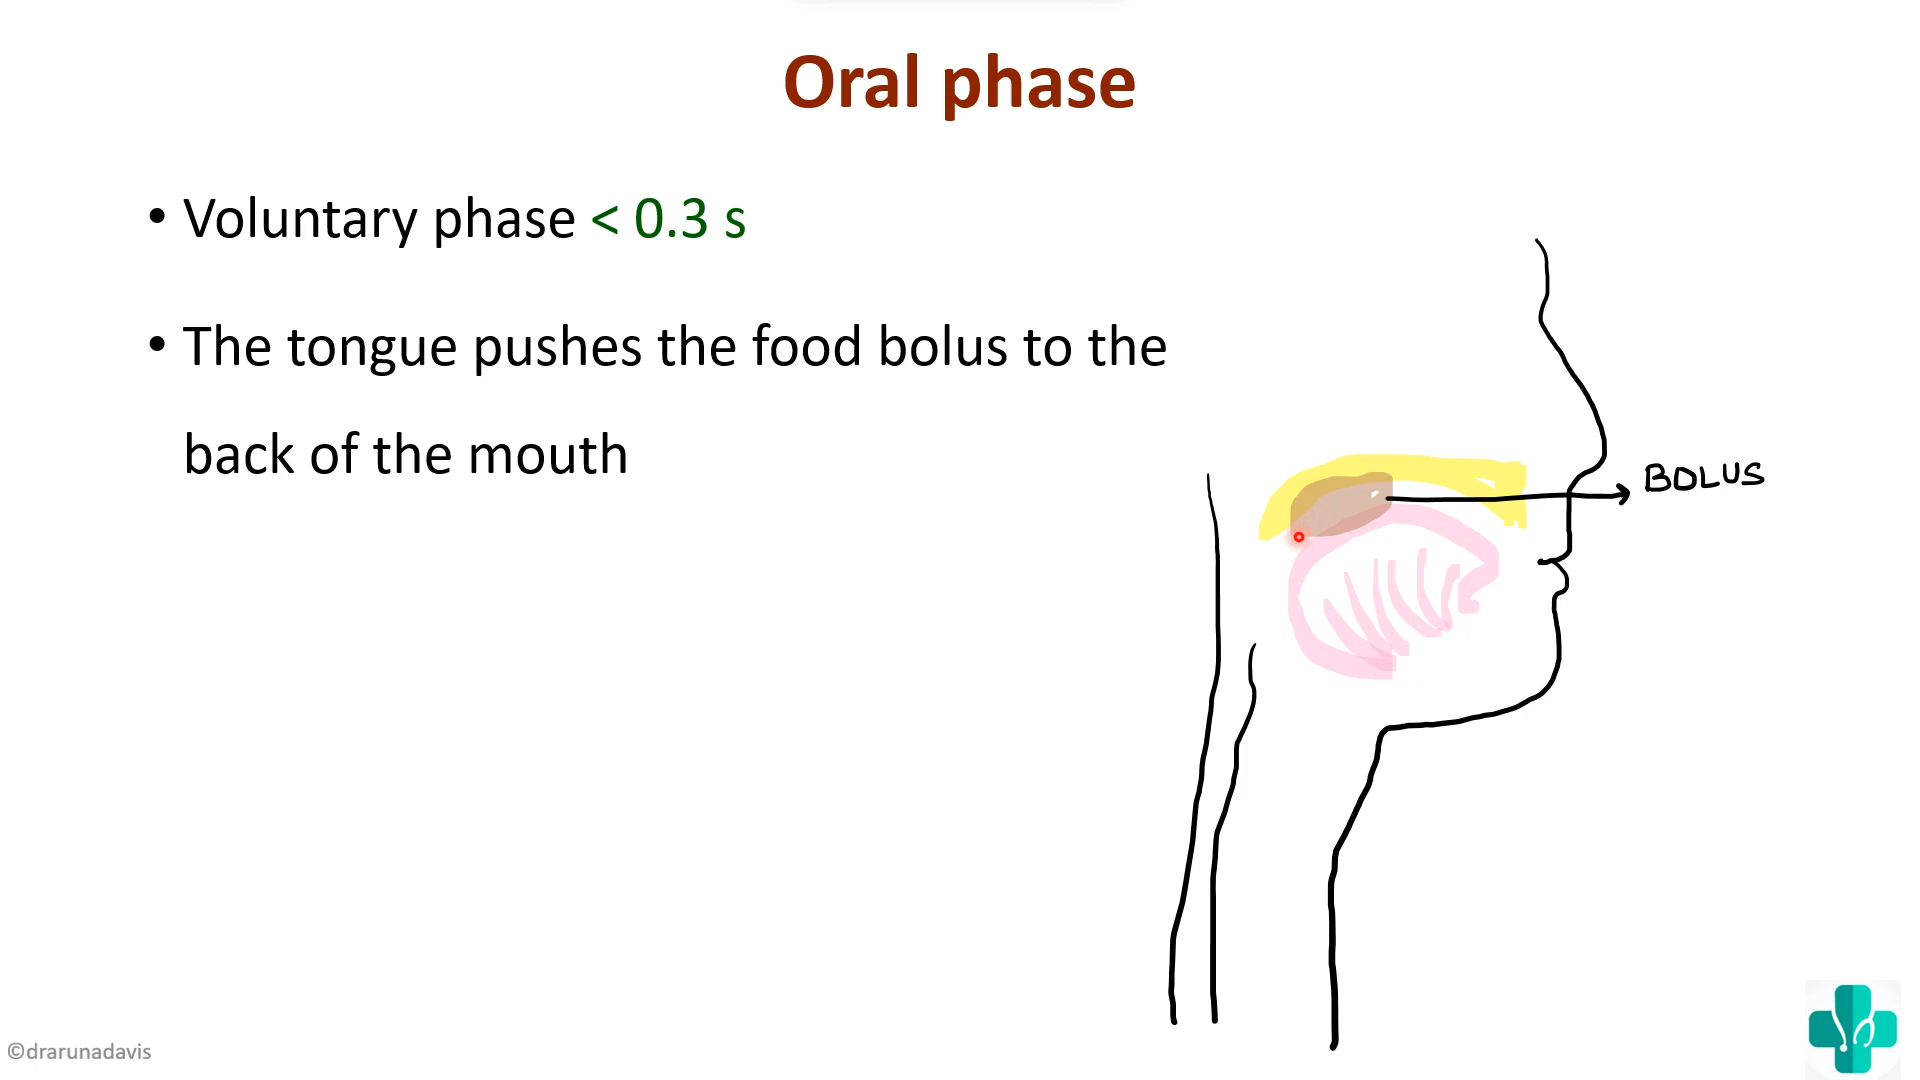 Oral phase
• Voluntary phase < 0.3 s
• The tongue pushes the food bolus to the
back of the mouth
BOLUS
©drarunadavis